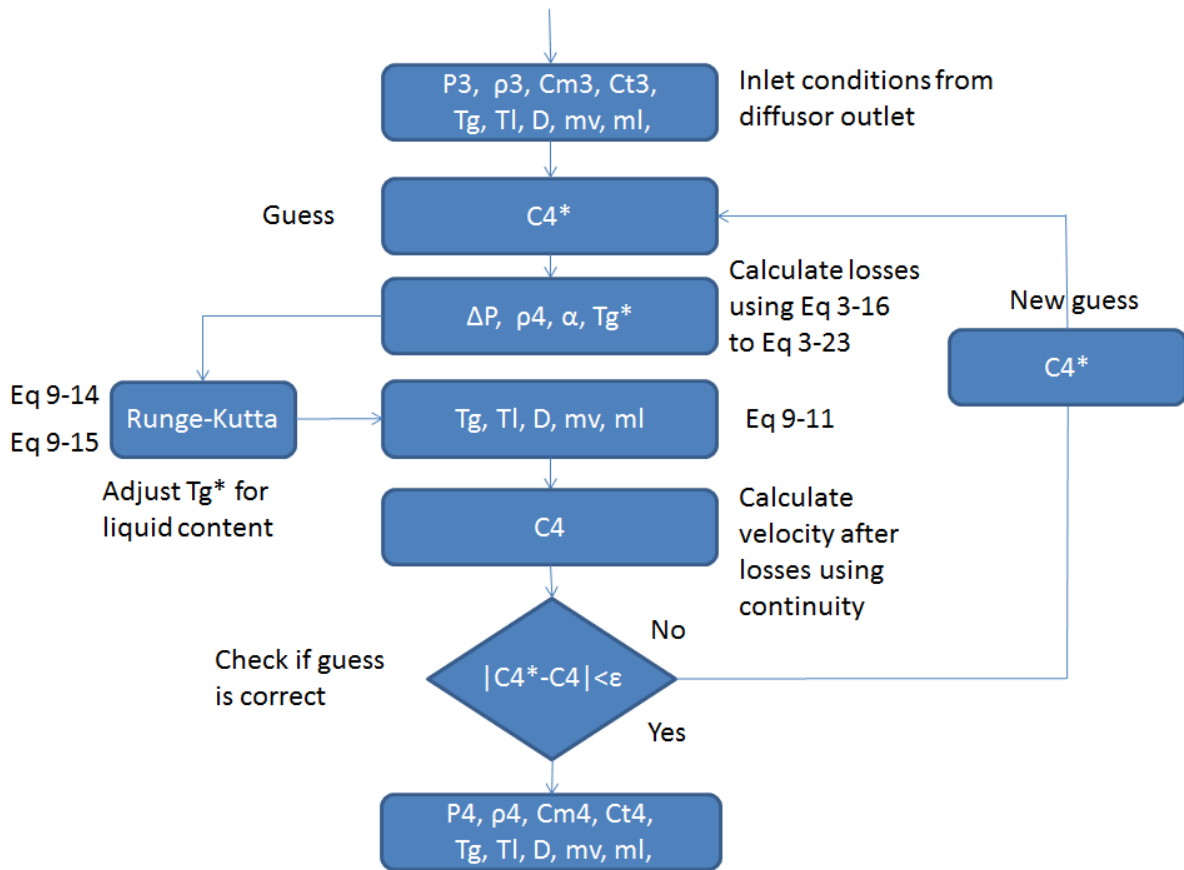 P3, ρ3, Cm3, Ct3,
Tg, Tl, D, mv, ml,
Inlet conditions from
diffusor outlet
Guess
C4*
Calculate losses
using Eq 3-16
to Eq 3-23
New guess
C4*
ΔP, ρ4, α, Tg*
Eq 9-14
Eq 9-15
Runge-Kutta
Adjust Tg* for
liquid content
Tg, Tl, D, mv, ml
Eq 9-11
C4
Calculate
velocity after
losses using
continuity
Check if guess
is correct
|C4*-C4|<ε
No
Yes
P4, ρ4, Cm4, Ct4,
Tg, Tl, D, mv, ml,